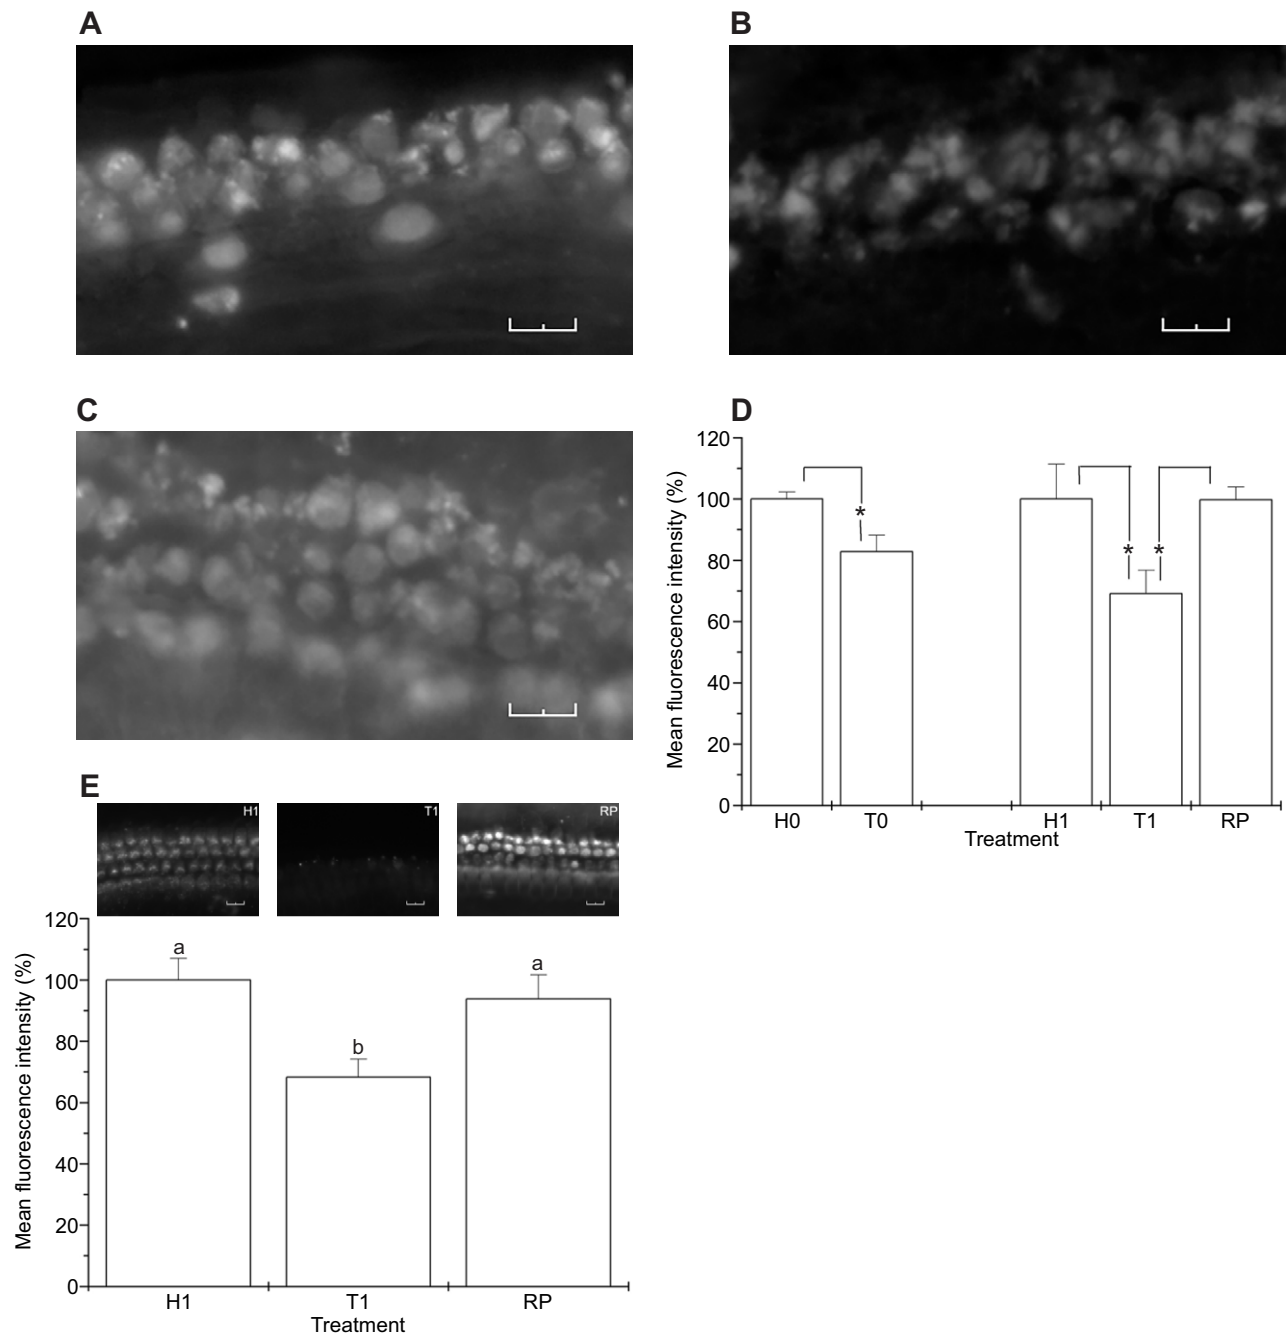 A
B
C
D
Mean fluorescence intensity (%)
120
100
80
60
40
20
0
*
* *
H0 T0 H1 T1 RP
Treatment
E
H1
T1
RP
Mean fluorescence intensity (%)
120
100
80
60
40
20
0
a
b
a
H1 T1 RP
Treatment